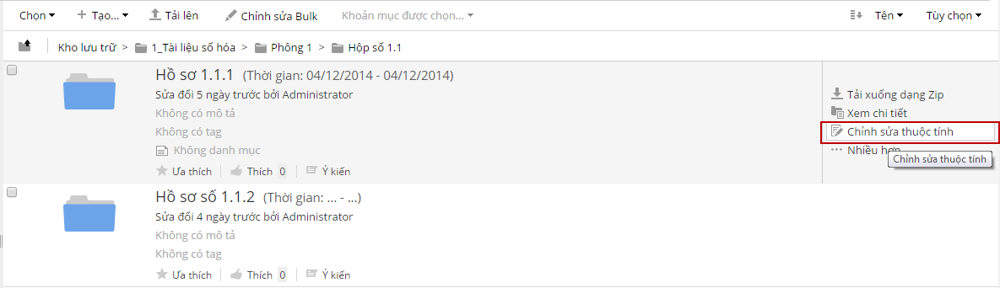 Chọn Tạo... Tải lên Chỉnh sửa Bulk Khoản mục được chọn... Tên Tùy chọn
Kho lưu trữ > 1_Tài liệu số hóa > Phông 1 > Hộp số 1.1
Hồ sơ 1.1.1 (Thời gian: 04/12/2014 - 04/12/2014)
Sửa đổi 5 ngày trước bởi Administrator
Không có mô tả
Không có tag
Không danh mục
Ưa thích Thích 0 Ý kiến
Tải xuống dạng Zip
Xem chi tiết
Chỉnh sửa thuộc tính
Nhiều hơn
Chỉnh sửa thuộc tính
Hồ sơ số 1.1.2 (Thời gian: ... - ...)
Sửa đổi 4 ngày trước bởi Administrator
Không có mô tả
Không có tag
Ưa thích Thích 0 Ý kiến